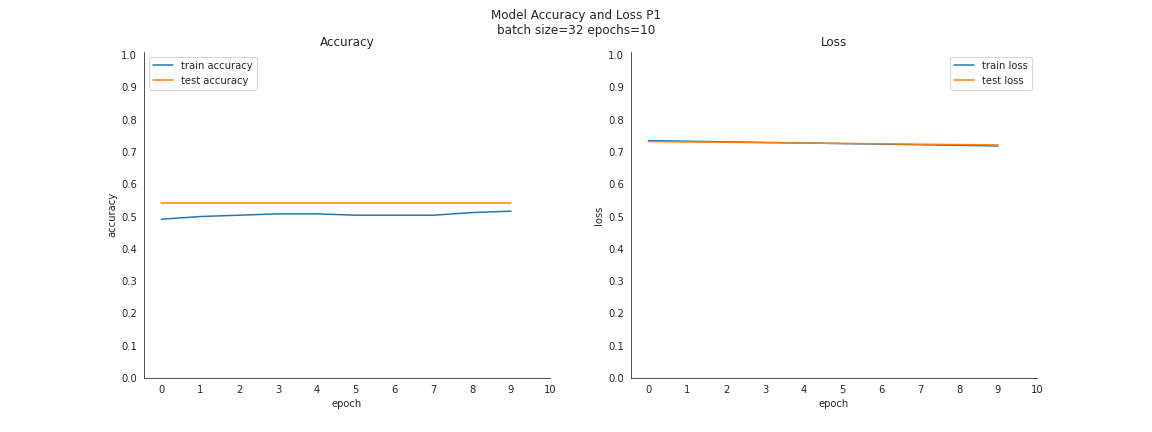 Model Accuracy and Loss P1
batch size=32 epochs=10
Accuracy
1.0
0.9
0.8
0.7
0.6
0.5
0.4
0.3
0.2
0.1
0.0
accuracy
train accuracy
test accuracy
0 1 2 3 4 5 6 7 8 9 10
epoch
Loss
1.0
0.9
0.8
0.7
0.6
0.5
0.4
0.3
0.2
0.1
0.0
loss
train loss
test loss
0 1 2 3 4 5 6 7 8 9 10
epoch